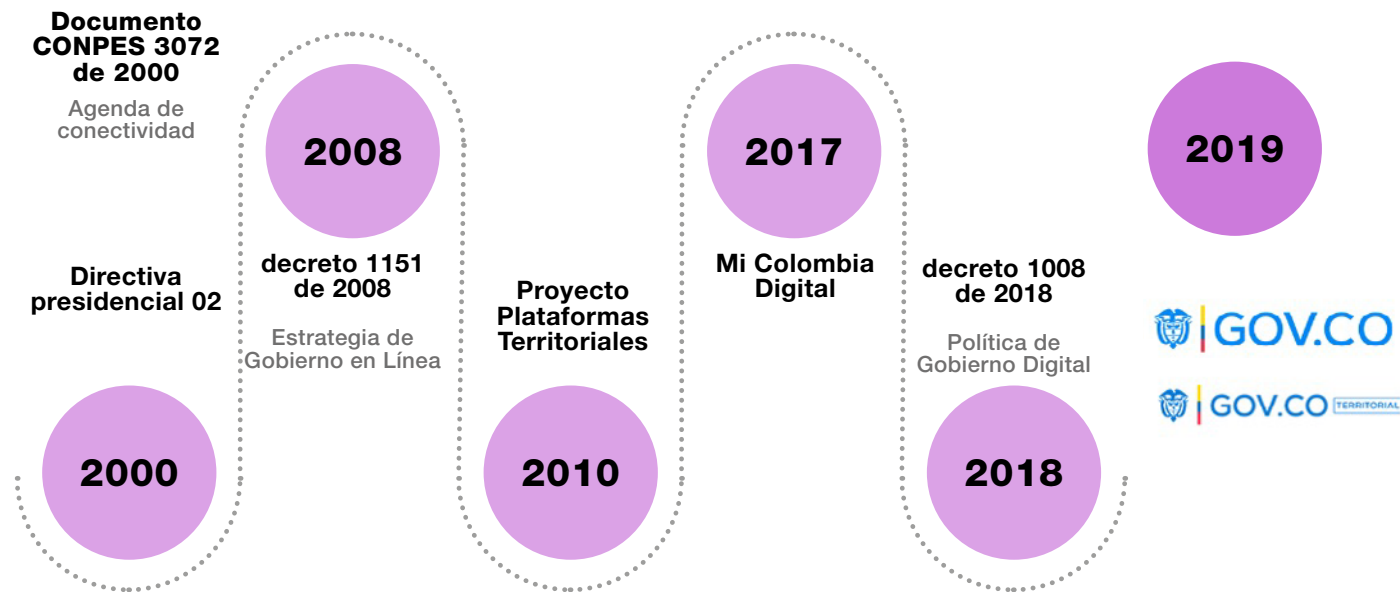 Documento
CONPES 3072
de 2000
Agenda de
conectividad
Directiva
presidencial 02
2000
2008
decreto 1151
de 2008
Estrategia de
Gobierno en Línea
Proyecto
Plataformas
Territoriales
2010
2017
Mi Colombia
Digital
decreto 1008
de 2018
Política de
Gobierno Digital
2018
2019
GOV.CO
GOV.CO TERRITORIAL